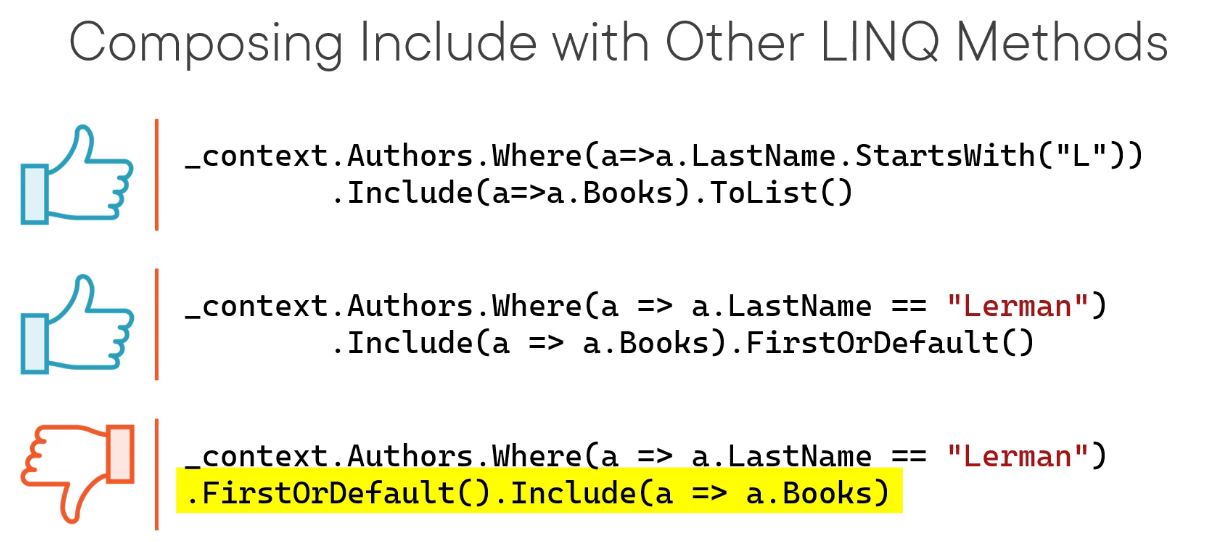 Composing Include with Other LINQ Methods
_context.Authors.Where(a=>a.LastName.StartsWith("L"))
.Include(a=>a.Books).ToList()
_context.Authors.Where(a => a.LastName == "Lerman")
.Include(a => a.Books).FirstOrDefault()
_context.Authors.Where(a => a.LastName == "Lerman")
.FirstOrDefault().Include(a => a.Books)